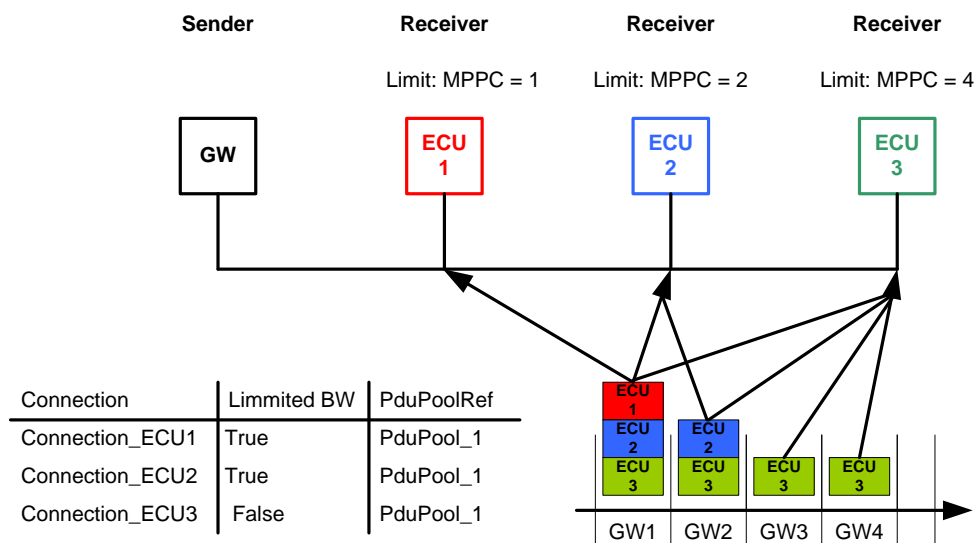 Sender Receiver Receiver Receiver
Limit: MPPC = 1 Limit: MPPC = 2 Limit: MPPC = 4
GW
ECU
1
ECU
2
ECU
3
Connection Limmited BW PduPoolRef
Connection_ECU1 True PduPool_1
Connection_ECU2 True PduPool_1
Connection_ECU3 False PduPool_1
ECU
1
ECU
2
ECU
2
ECU
3
ECU
3
ECU
3
ECU
3
GW1 GW2 GW3 GW4